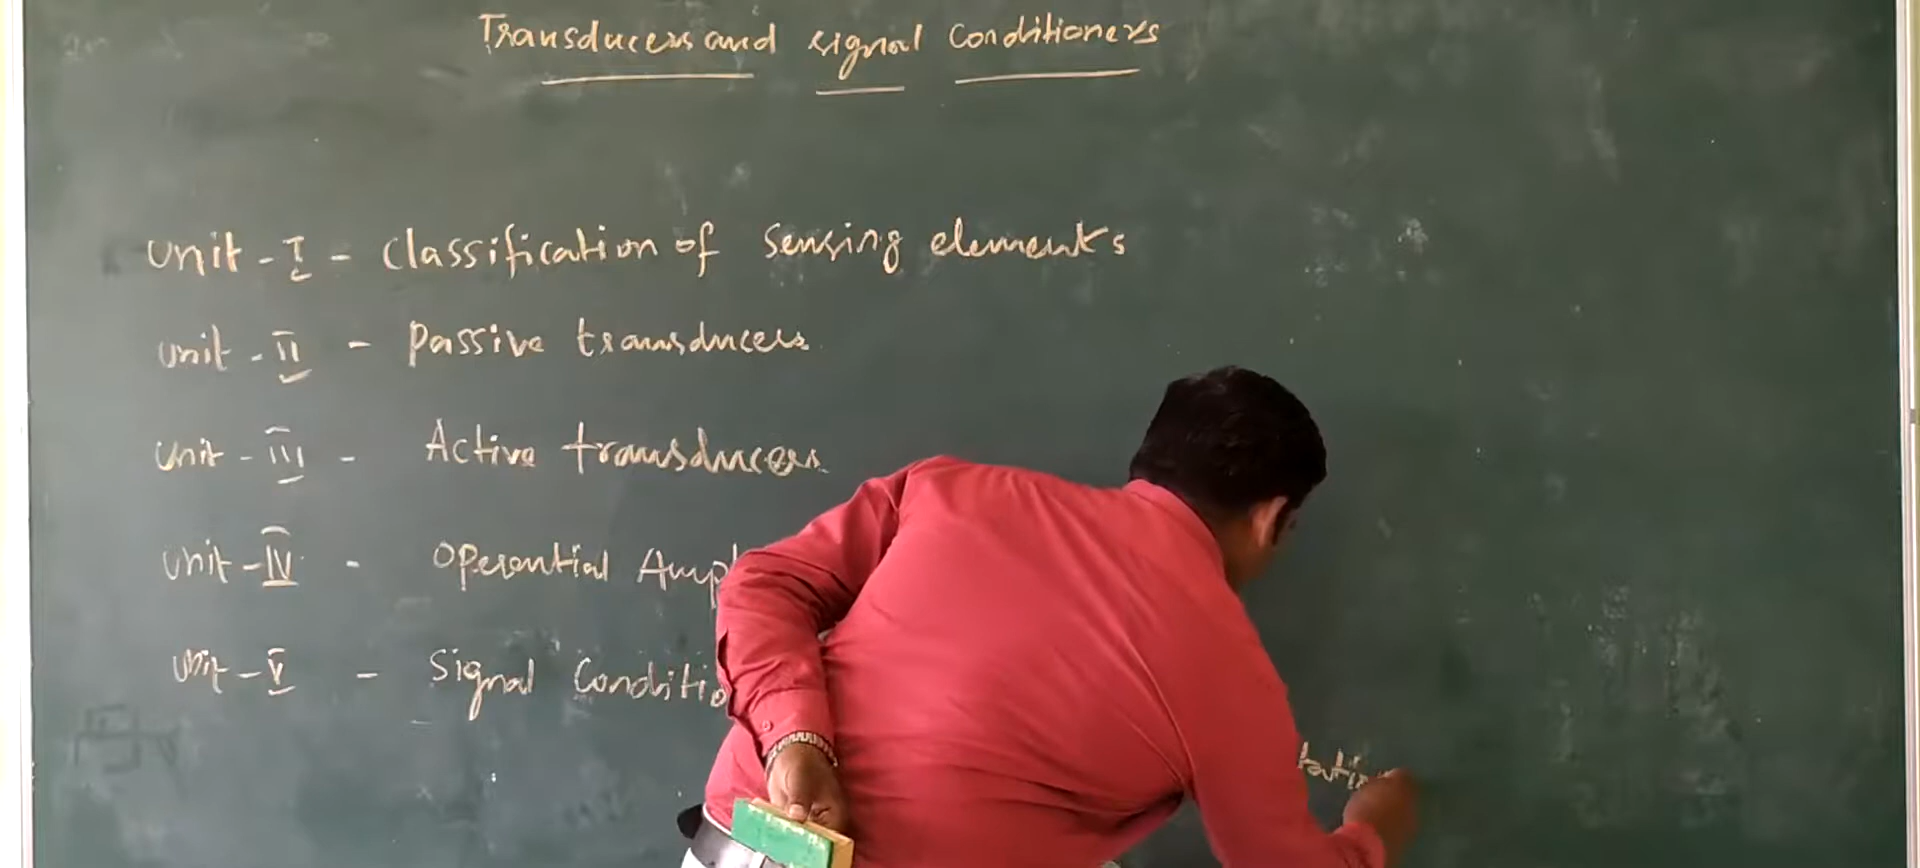 Transducers and signal Conditioners
unit - I - Classification of Sensing elements
unit - II - Passive transducers
unit - III - Active transducers
unit - IV - Operential Amp
unit - V - Signal Conditio